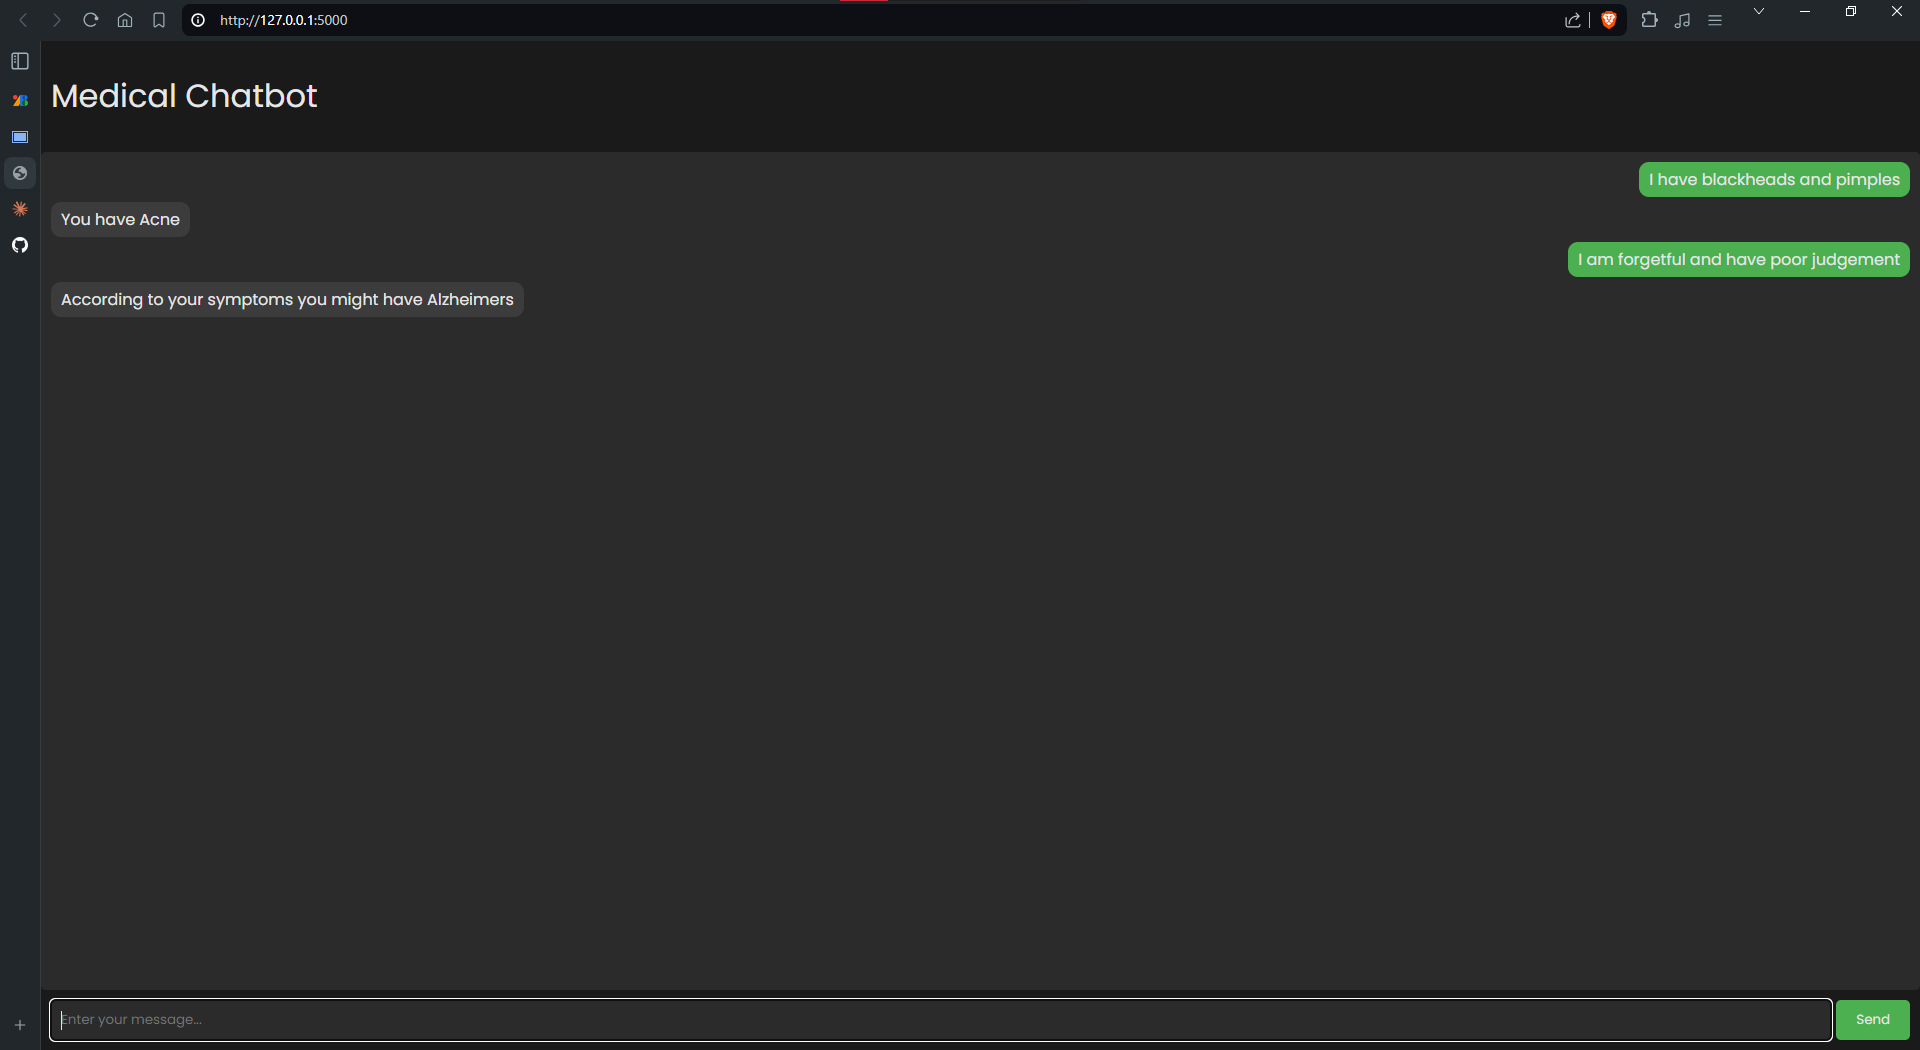 http://127.0.0.1:5000
Medical Chatbot
I have blackheads and pimples
You have Acne
I am forgetful and have poor judgement
According to your symptoms you might have Alzheimers
Enter your message...
Send